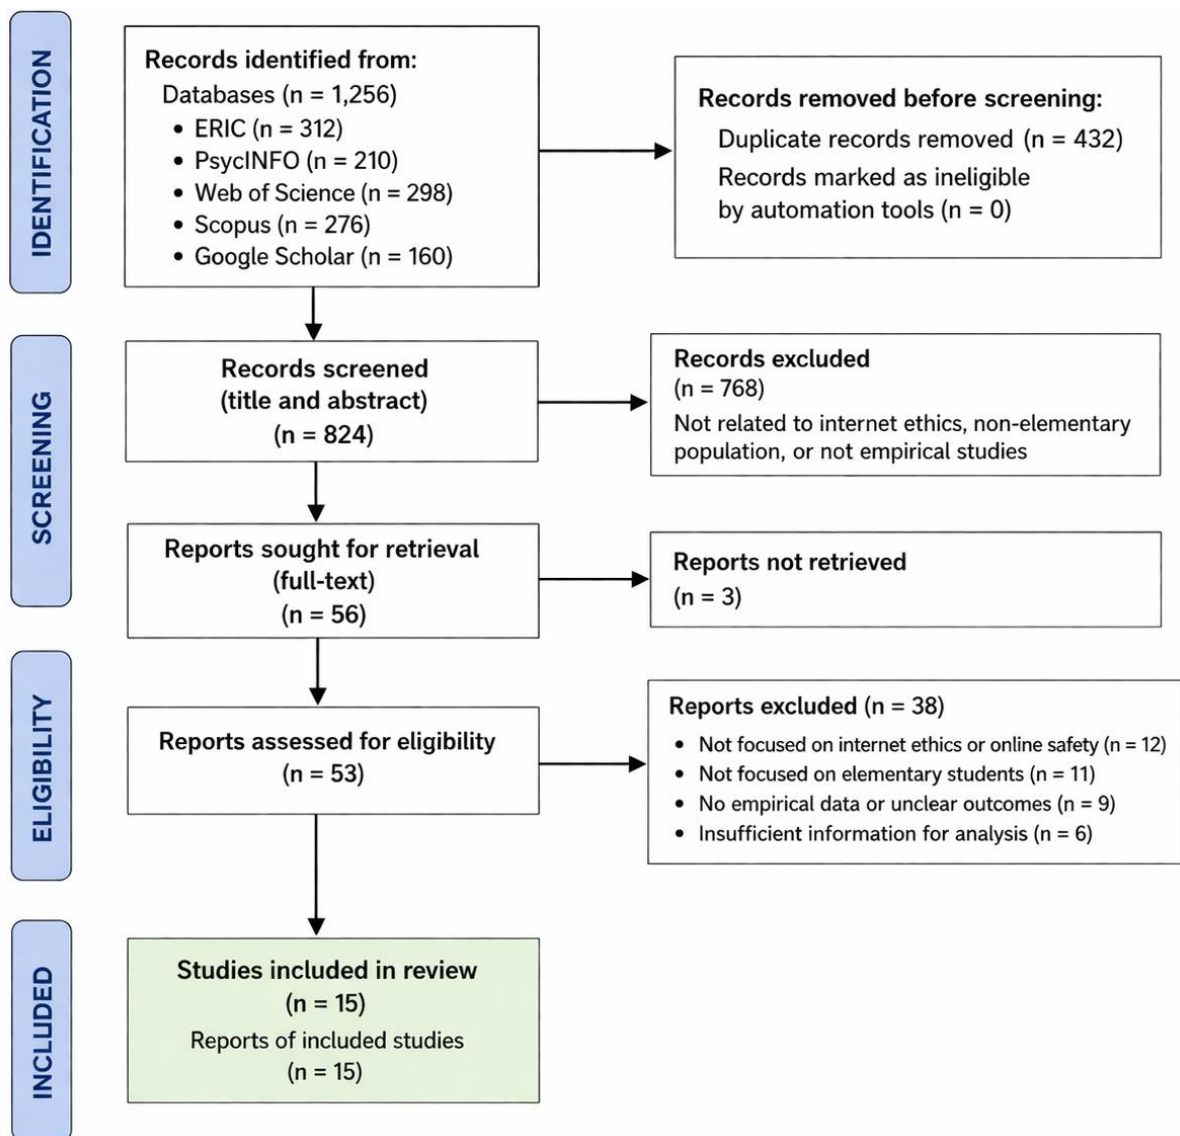 IDENTIFICATION
Records identified from:
Databases (n = 1,256)
• ERIC (n = 312)
• PsycINFO (n = 210)
• Web of Science (n = 298)
• Scopus (n = 276)
• Google Scholar (n = 160)
Records removed before screening:
Duplicate records removed (n = 432)
Records marked as ineligible
by automation tools (n = 0)
SCREENING
Records screened
(title and abstract)
(n = 824)
Records excluded
(n = 768)
Not related to internet ethics, non-elementary
population, or not empirical studies
Reports sought for retrieval
(full-text)
(n = 56)
Reports not retrieved
(n = 3)
ELIGIBILITY
Reports assessed for eligibility
(n = 53)
Reports excluded (n = 38)
• Not focused on internet ethics or online safety (n = 12)
• Not focused on elementary students (n = 11)
• No empirical data or unclear outcomes (n = 9)
• Insufficient information for analysis (n = 6)
INCLUDED
Studies included in review
(n = 15)
Reports of included studies
(n = 15)